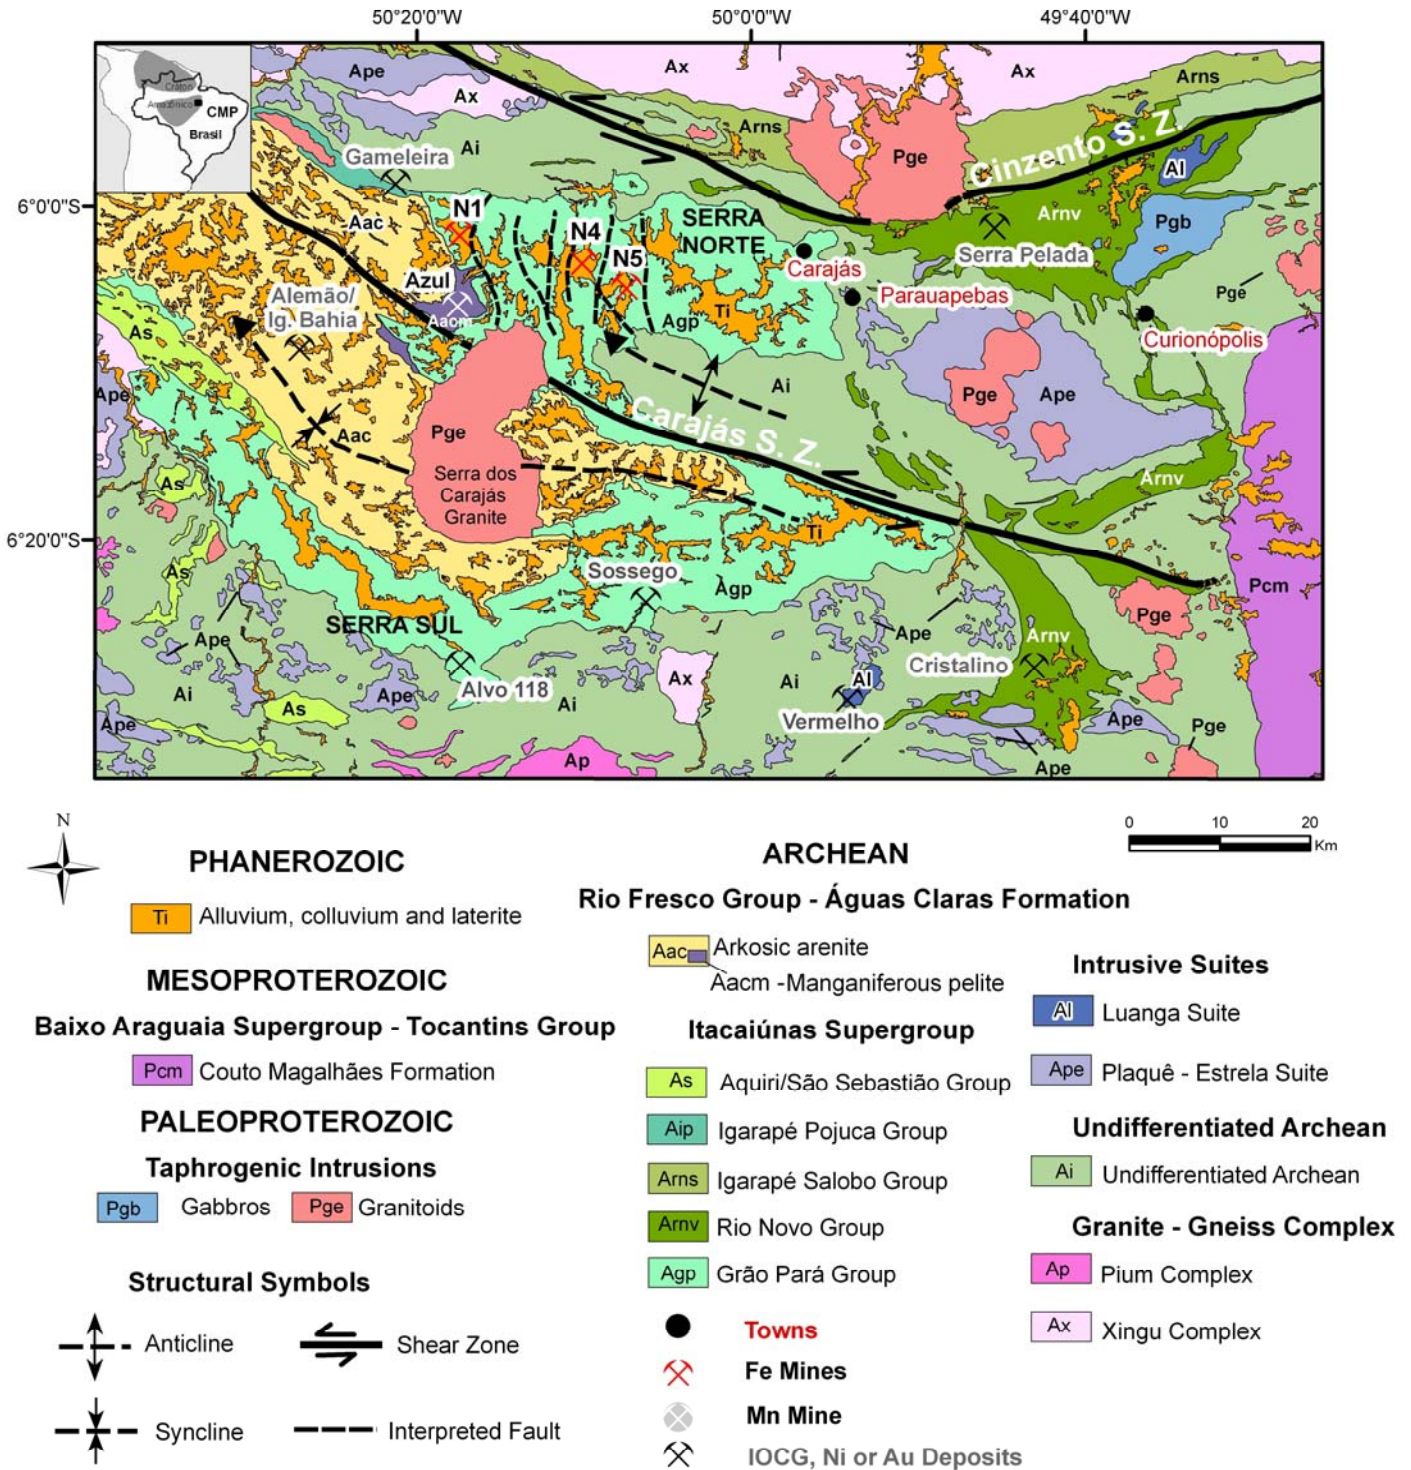 50°20'0"W 50°00'0"W 49°40'0"W
Craton
Amazônico
CMP
Brasil
Ape
Ax
Ax
Ax
Arns
Arns
Ai
Gameleira
Pge
Cinzento S. Z.
Al
6°0'0"S
Aac
N1
N4
N5
SERRA
NORTE
Arnv
Pgb
Serra Pelada
Carajás
Azul
Alemão/
Ig. Bahia
Parauapebas
Pge
Ti
Agp
As
Curionópolis
Ai
Ape
Pge
Ape
Carajás S. Z.
Aac
Pge
Serra dos
Carajás
Granite
As
Arnv
6°20'0"S
Ti
As
Sossego
Agp
Pcm
Pge
SERRA SUL
Ape
Ape
Arnv
Cristalino
Ai
Ape
Alvo 118
Ax
Ai
Al
As
Ai
Vermelho
Ape
Ape
Pge
Ap
Ape
N
0 10 20
Km
PHANEROZOIC
Ti Alluvium, colluvium and laterite
MESOPROTEROZOIC
Baixo Araguaia Supergroup - Tocantins Group
Pcm Couto Magalhães Formation
PALEOPROTEROZOIC
Taphrogenic Intrusions
Pgb Gabbros Pge Granitoids
Structural Symbols
Anticline Shear Zone
Syncline Interpreted Fault
ARCHEAN
Rio Fresco Group - Águas Claras Formation
Aac Arkosic arenite
Aacm -Manganiferous pelite
Itacaiúnas Supergroup
As Aquiri/São Sebastião Group
Aip Igarapé Pojuca Group
Arns Igarapé Salobo Group
Arnv Rio Novo Group
Agp Grão Pará Group
Towns
Fe Mines
Mn Mine
IOCG, Ni or Au Deposits
Intrusive Suites
Al Luanga Suite
Ape Plaquê - Estrela Suite
Undifferentiated Archean
Ai Undifferentiated Archean
Granite - Gneiss Complex
Ap Pium Complex
Ax Xingu Complex